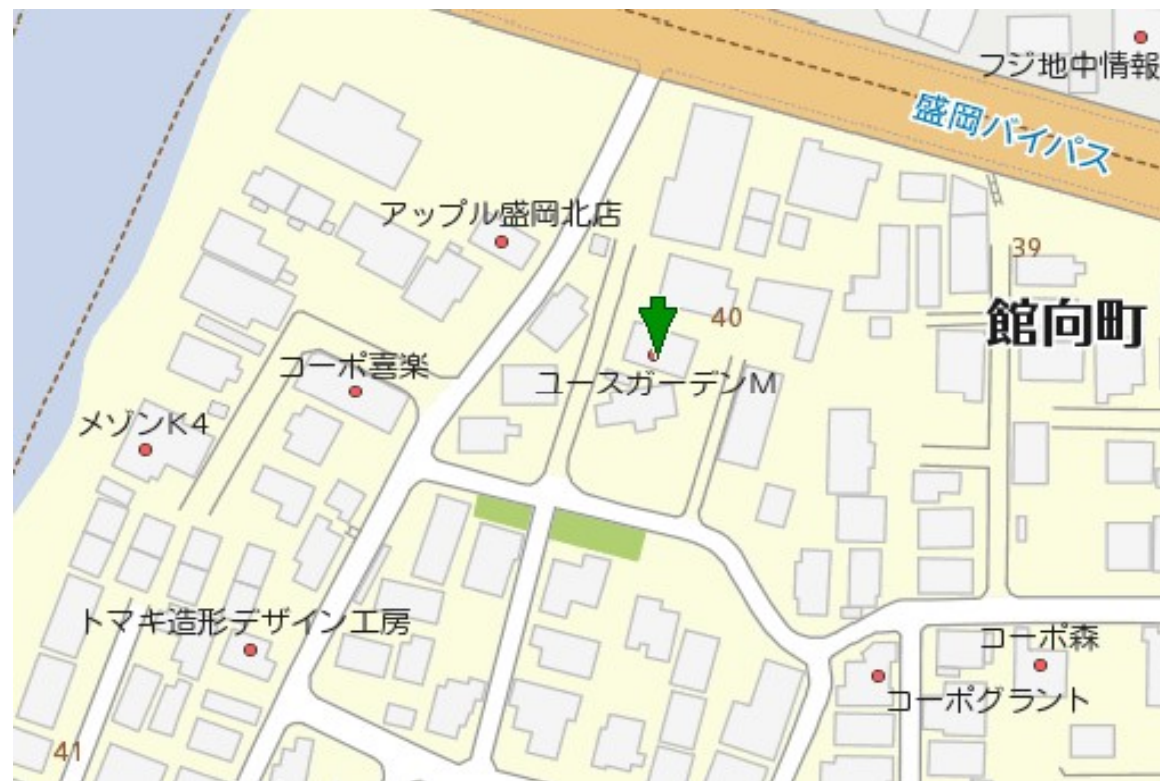 フジ地中情報
盛岡バイパス
アップル盛岡北店
39
40
館向町
コーポ喜楽
ユースガーデンM
メゾンK4
トマキ造形デザイン工房
コーポ森
コーポグラント
41